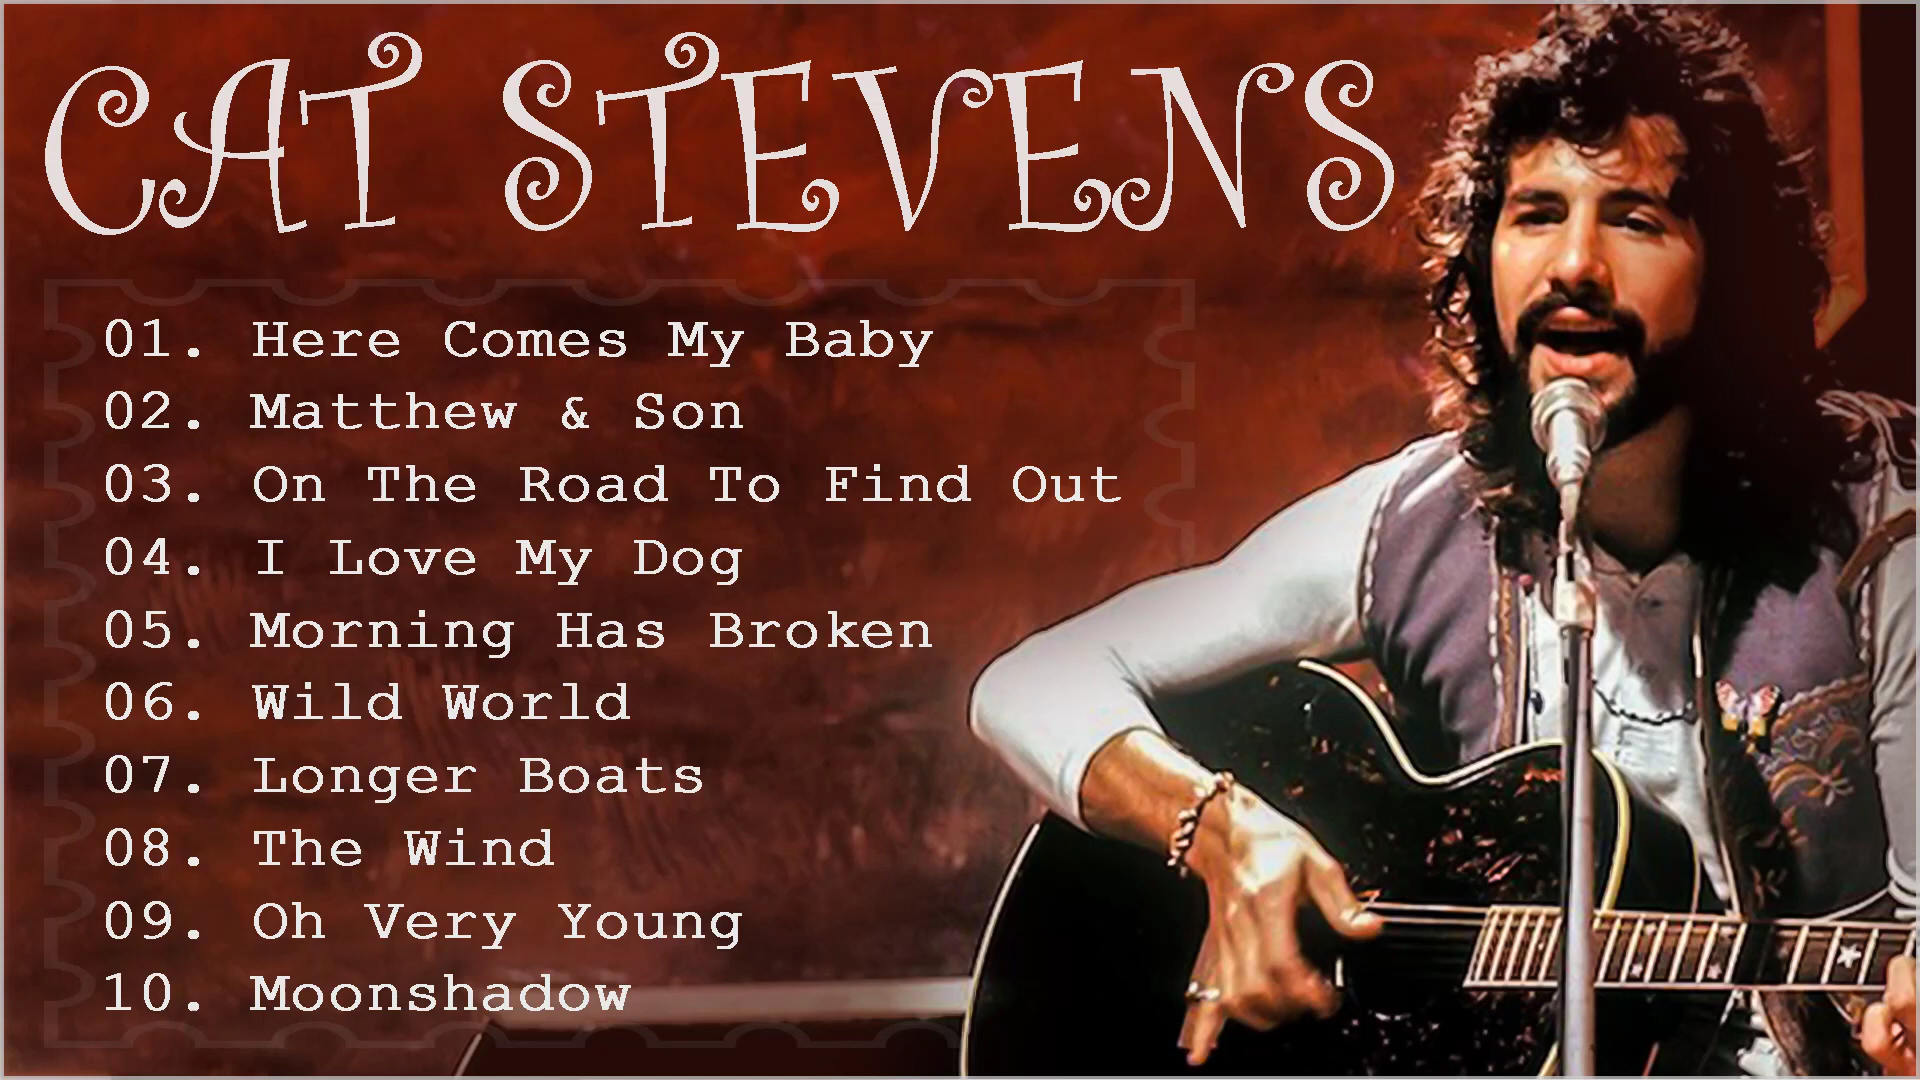 CAT STEVENS
01. Here Comes My Baby
02. Matthew & Son
03. On The Road To Find Out
04. I Love My Dog
05. Morning Has Broken
06. Wild World
07. Longer Boats
08. The Wind
09. Oh Very Young
10. Moonshadow